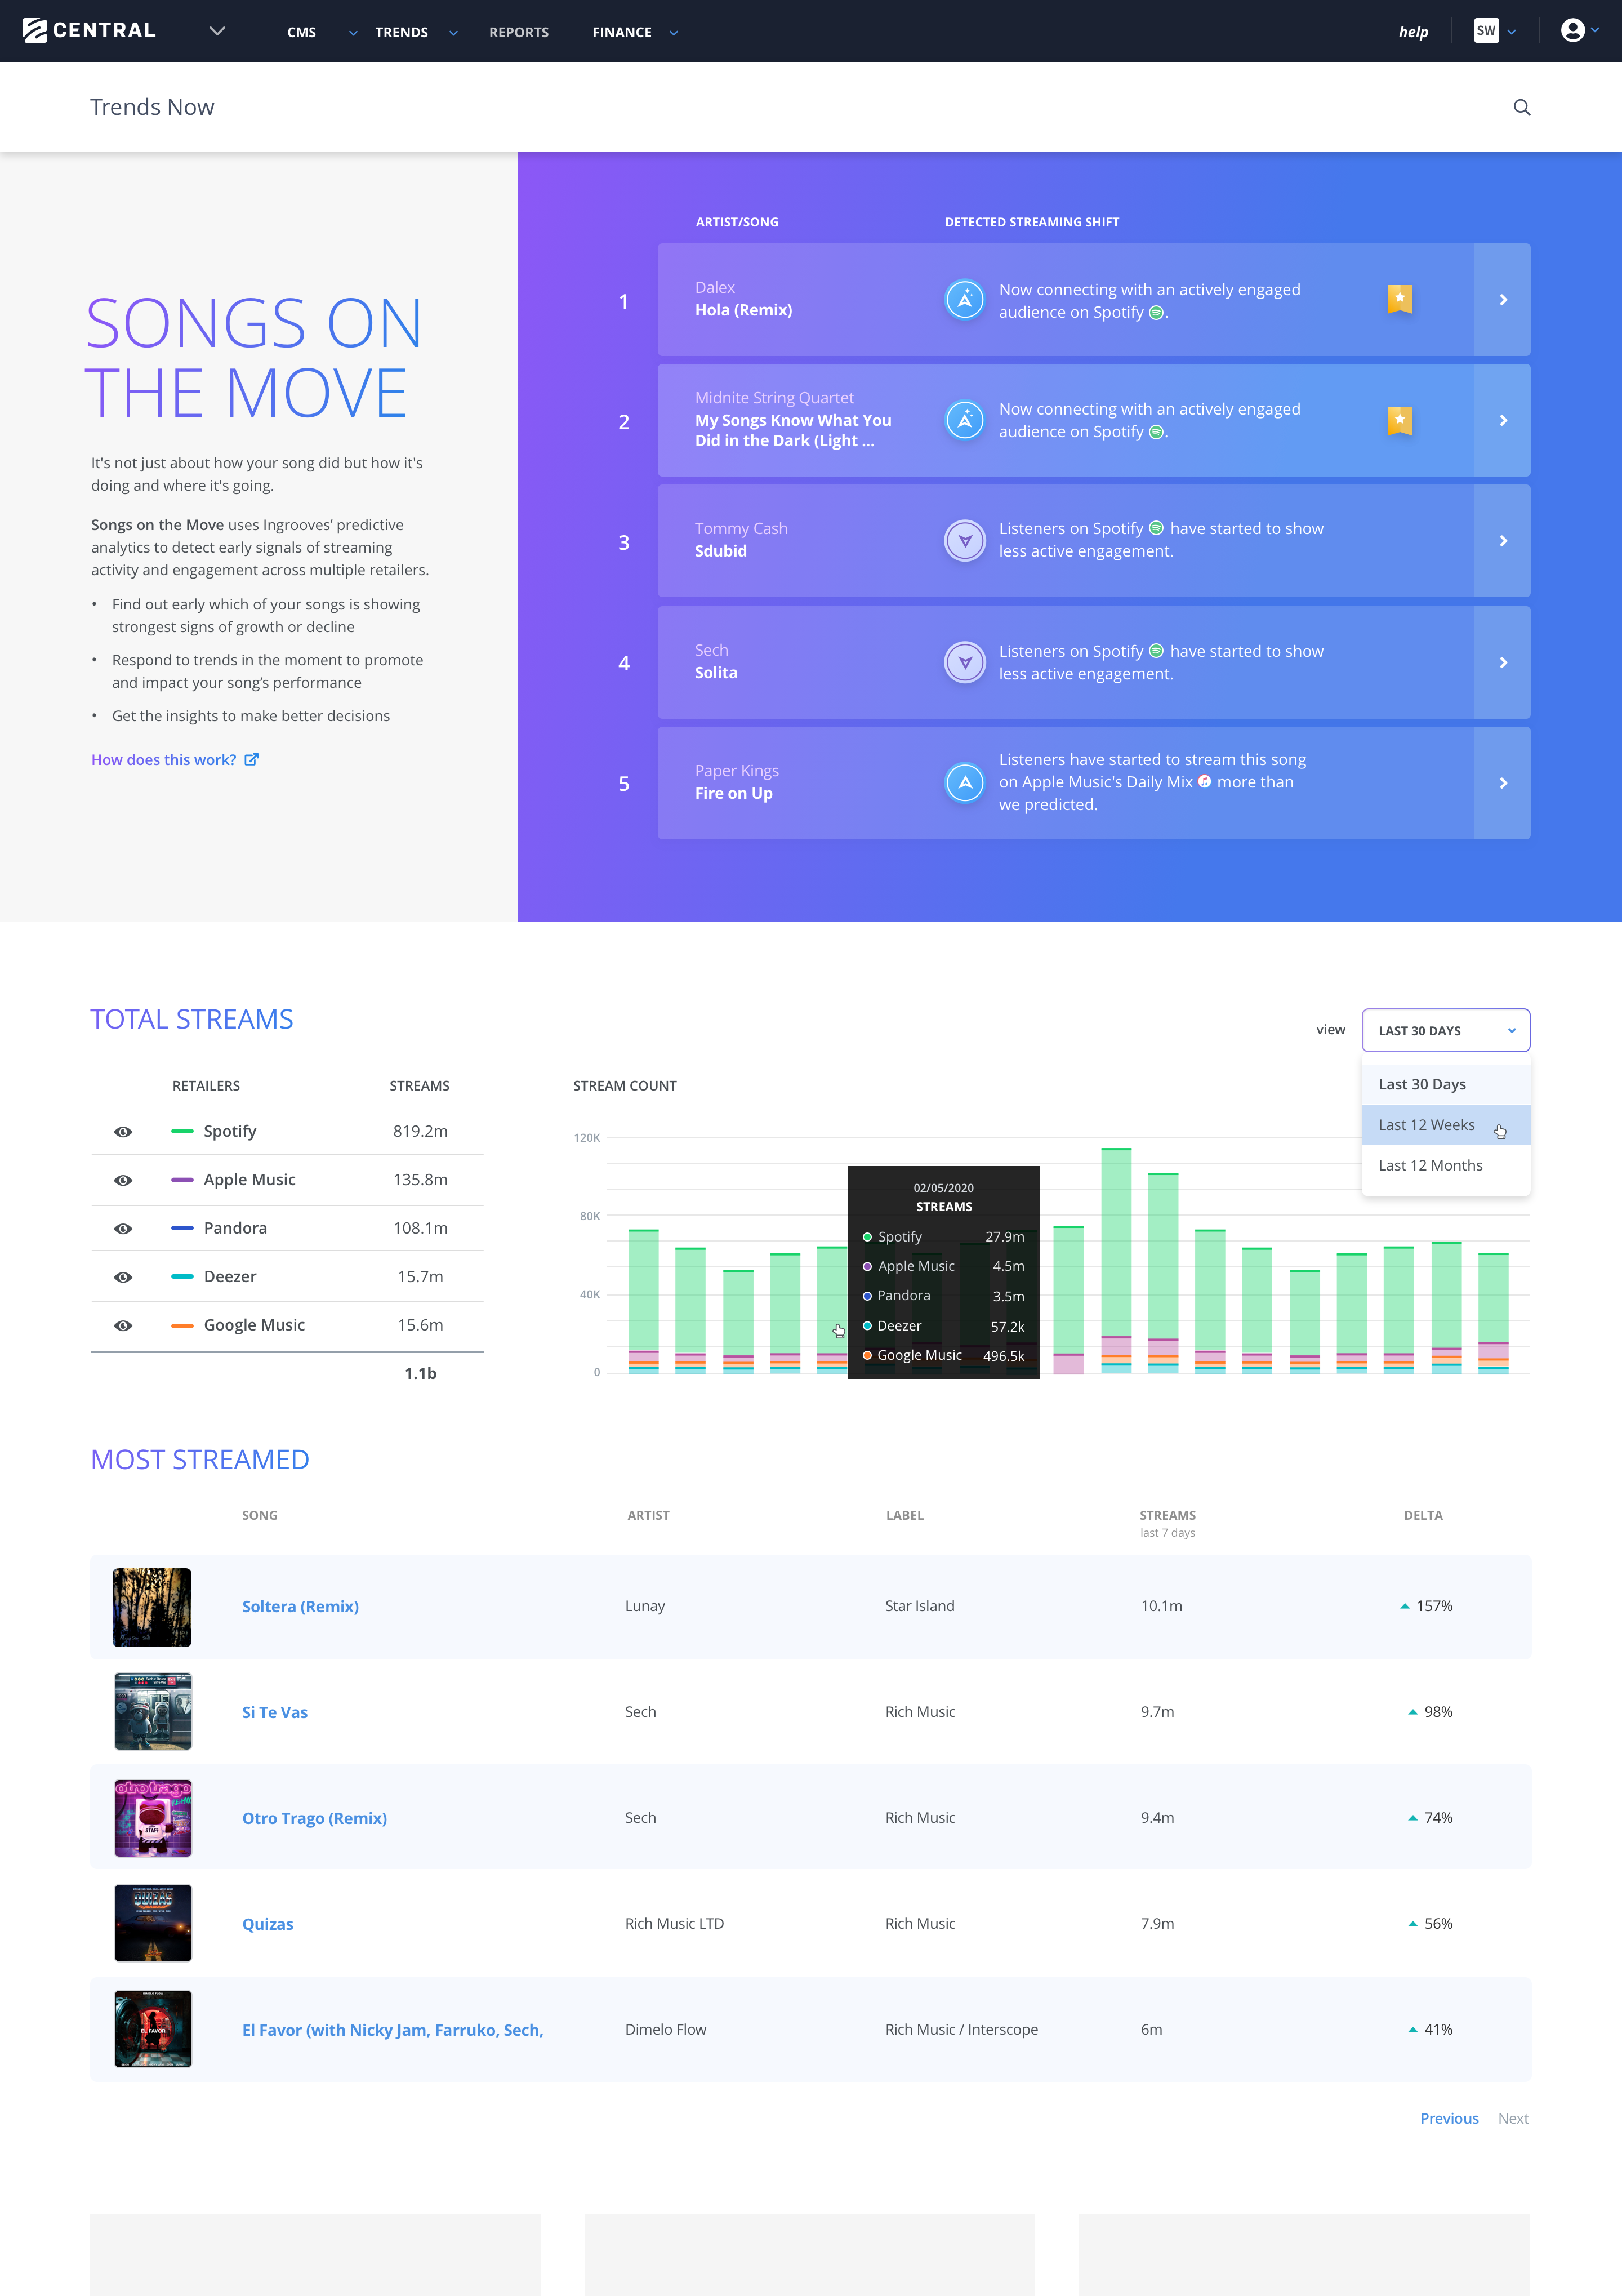 CENTRAL
CMS
TRENDS
REPORTS
FINANCE
help
SW
Trends Now
SONGS ON
THE MOVE
It's not just about how your song did but how it's
doing and where it's going.
Songs on the Move uses Ingrooves’ predictive
analytics to detect early signals of streaming
activity and engagement across multiple retailers.
• Find out early which of your songs is showing
strongest signs of growth or decline
• Respond to trends in the moment to promote
and impact your song’s performance
• Get the insights to make better decisions
How does this work?
ARTIST/SONG
DETECTED STREAMING SHIFT
1
Dalex
Hola (Remix)
Now connecting with an actively engaged
audience on Spotify .
2
Midnite String Quartet
My Songs Know What You
Did in the Dark (Light ...
Now connecting with an actively engaged
audience on Spotify .
3
Tommy Cash
Sdubid
Listeners on Spotify have started to show
less active engagement.
4
Sech
Solita
Listeners on Spotify have started to show
less active engagement.
5
Paper Kings
Fire on Up
Listeners have started to stream this song
on Apple Music's Daily Mix more than
we predicted.
TOTAL STREAMS
view
LAST 30 DAYS
Last 30 Days
Last 12 Weeks
Last 12 Months
RETAILERS
STREAMS
Spotify
819.2m
Apple Music
135.8m
Pandora
108.1m
Deezer
15.7m
Google Music
15.6m
1.1b
STREAM COUNT
120K
80K
40K
0
02/05/2020
STREAMS
Spotify 27.9m
Apple Music 4.5m
Pandora 3.5m
Deezer 57.2k
Google Music 496.5k
MOST STREAMED
SONG
ARTIST
LABEL
STREAMS
last 7 days
DELTA
Soltera (Remix)
Lunay
Star Island
10.1m
157%
Si Te Vas
Sech
Rich Music
9.7m
98%
otro trago
Otro Trago (Remix)
Sech
Rich Music
9.4m
74%
QUIZAS
Quizas
Rich Music LTD
Rich Music
7.9m
56%
DIMELO FLOW
EL FAVOR
El Favor (with Nicky Jam, Farruko, Sech,
Dimelo Flow
Rich Music / Interscope
6m
41%
Previous
Next